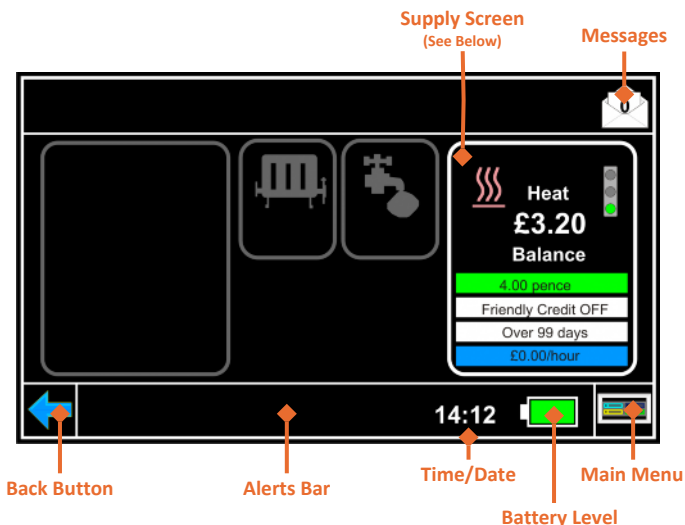 Supply Screen
(See Below)
Messages
0
Heat
£3.20
Balance
4.00 pence
Friendly Credit OFF
Over 99 days
£0.00/hour
14:12
Back Button
Alerts Bar
Time/Date
Main Menu
Battery Level